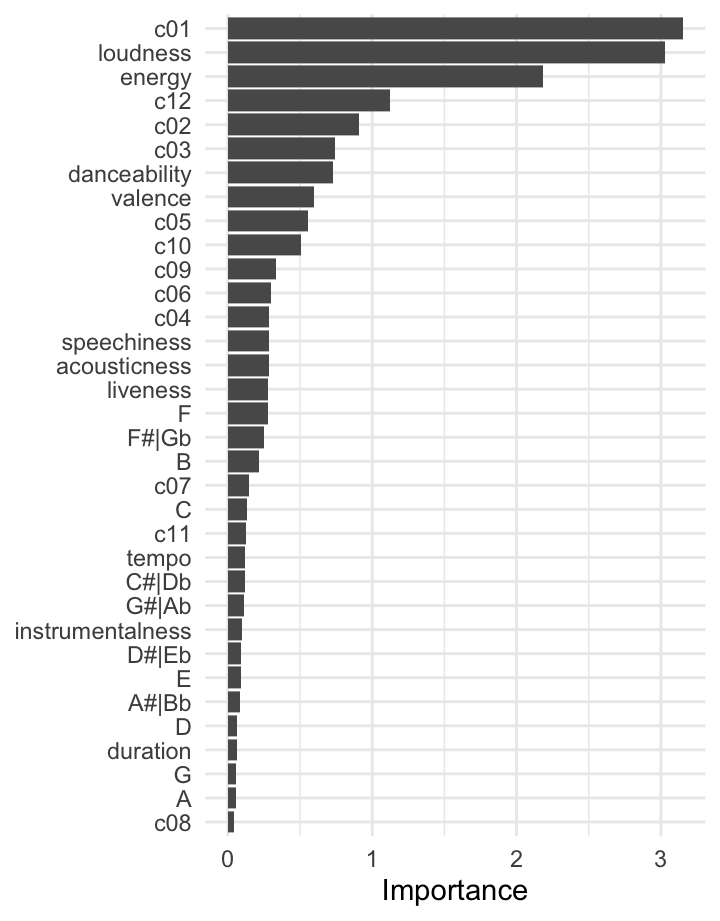 c01
loudness
energy
c12
c02
c03
danceability
valence
c05
c10
c09
c06
c04
speechiness
acousticness
liveness
F
F#|Gb
B
c07
C
c11
tempo
C#|Db
G#|Ab
instrumentalness
D#|Eb
E
A#|Bb
D
duration
G
A
c08
0 1 2 3
Importance